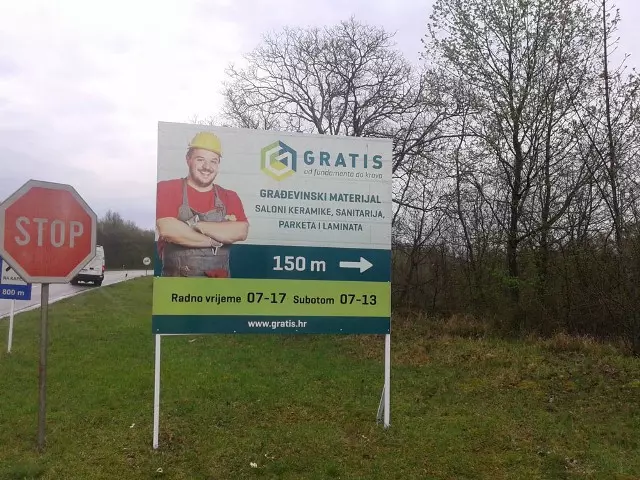 GRATIS
od fundamenta do krova
GRAĐEVINSKI MATERIJAL
SALONI KERAMIKE, SANITARIJA,
PARKETA I LAMINATA
150 m
Radno vrijeme 07-17 Subotom 07-13
www.gratis.hr
STOP
800 m